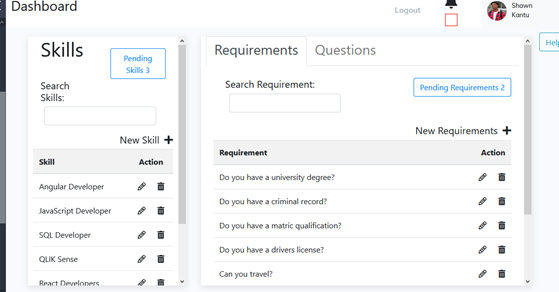 Dashboard
Logout
Shawn
Kantu
Help
Skills
Pending
Skills 3
Search
Skills:
New Skill
Skill Action
Angular Developer
JavaScript Developer
SQL Developer
QLIK Sense
React Developers
Requirements Questions
Search Requirement:
Pending Requirements 2
New Requirements
Requirement Action
Do you have a university degree?
Do you have a criminal record?
Do you have a matric qualification?
Do you have a drivers license?
Can you travel?